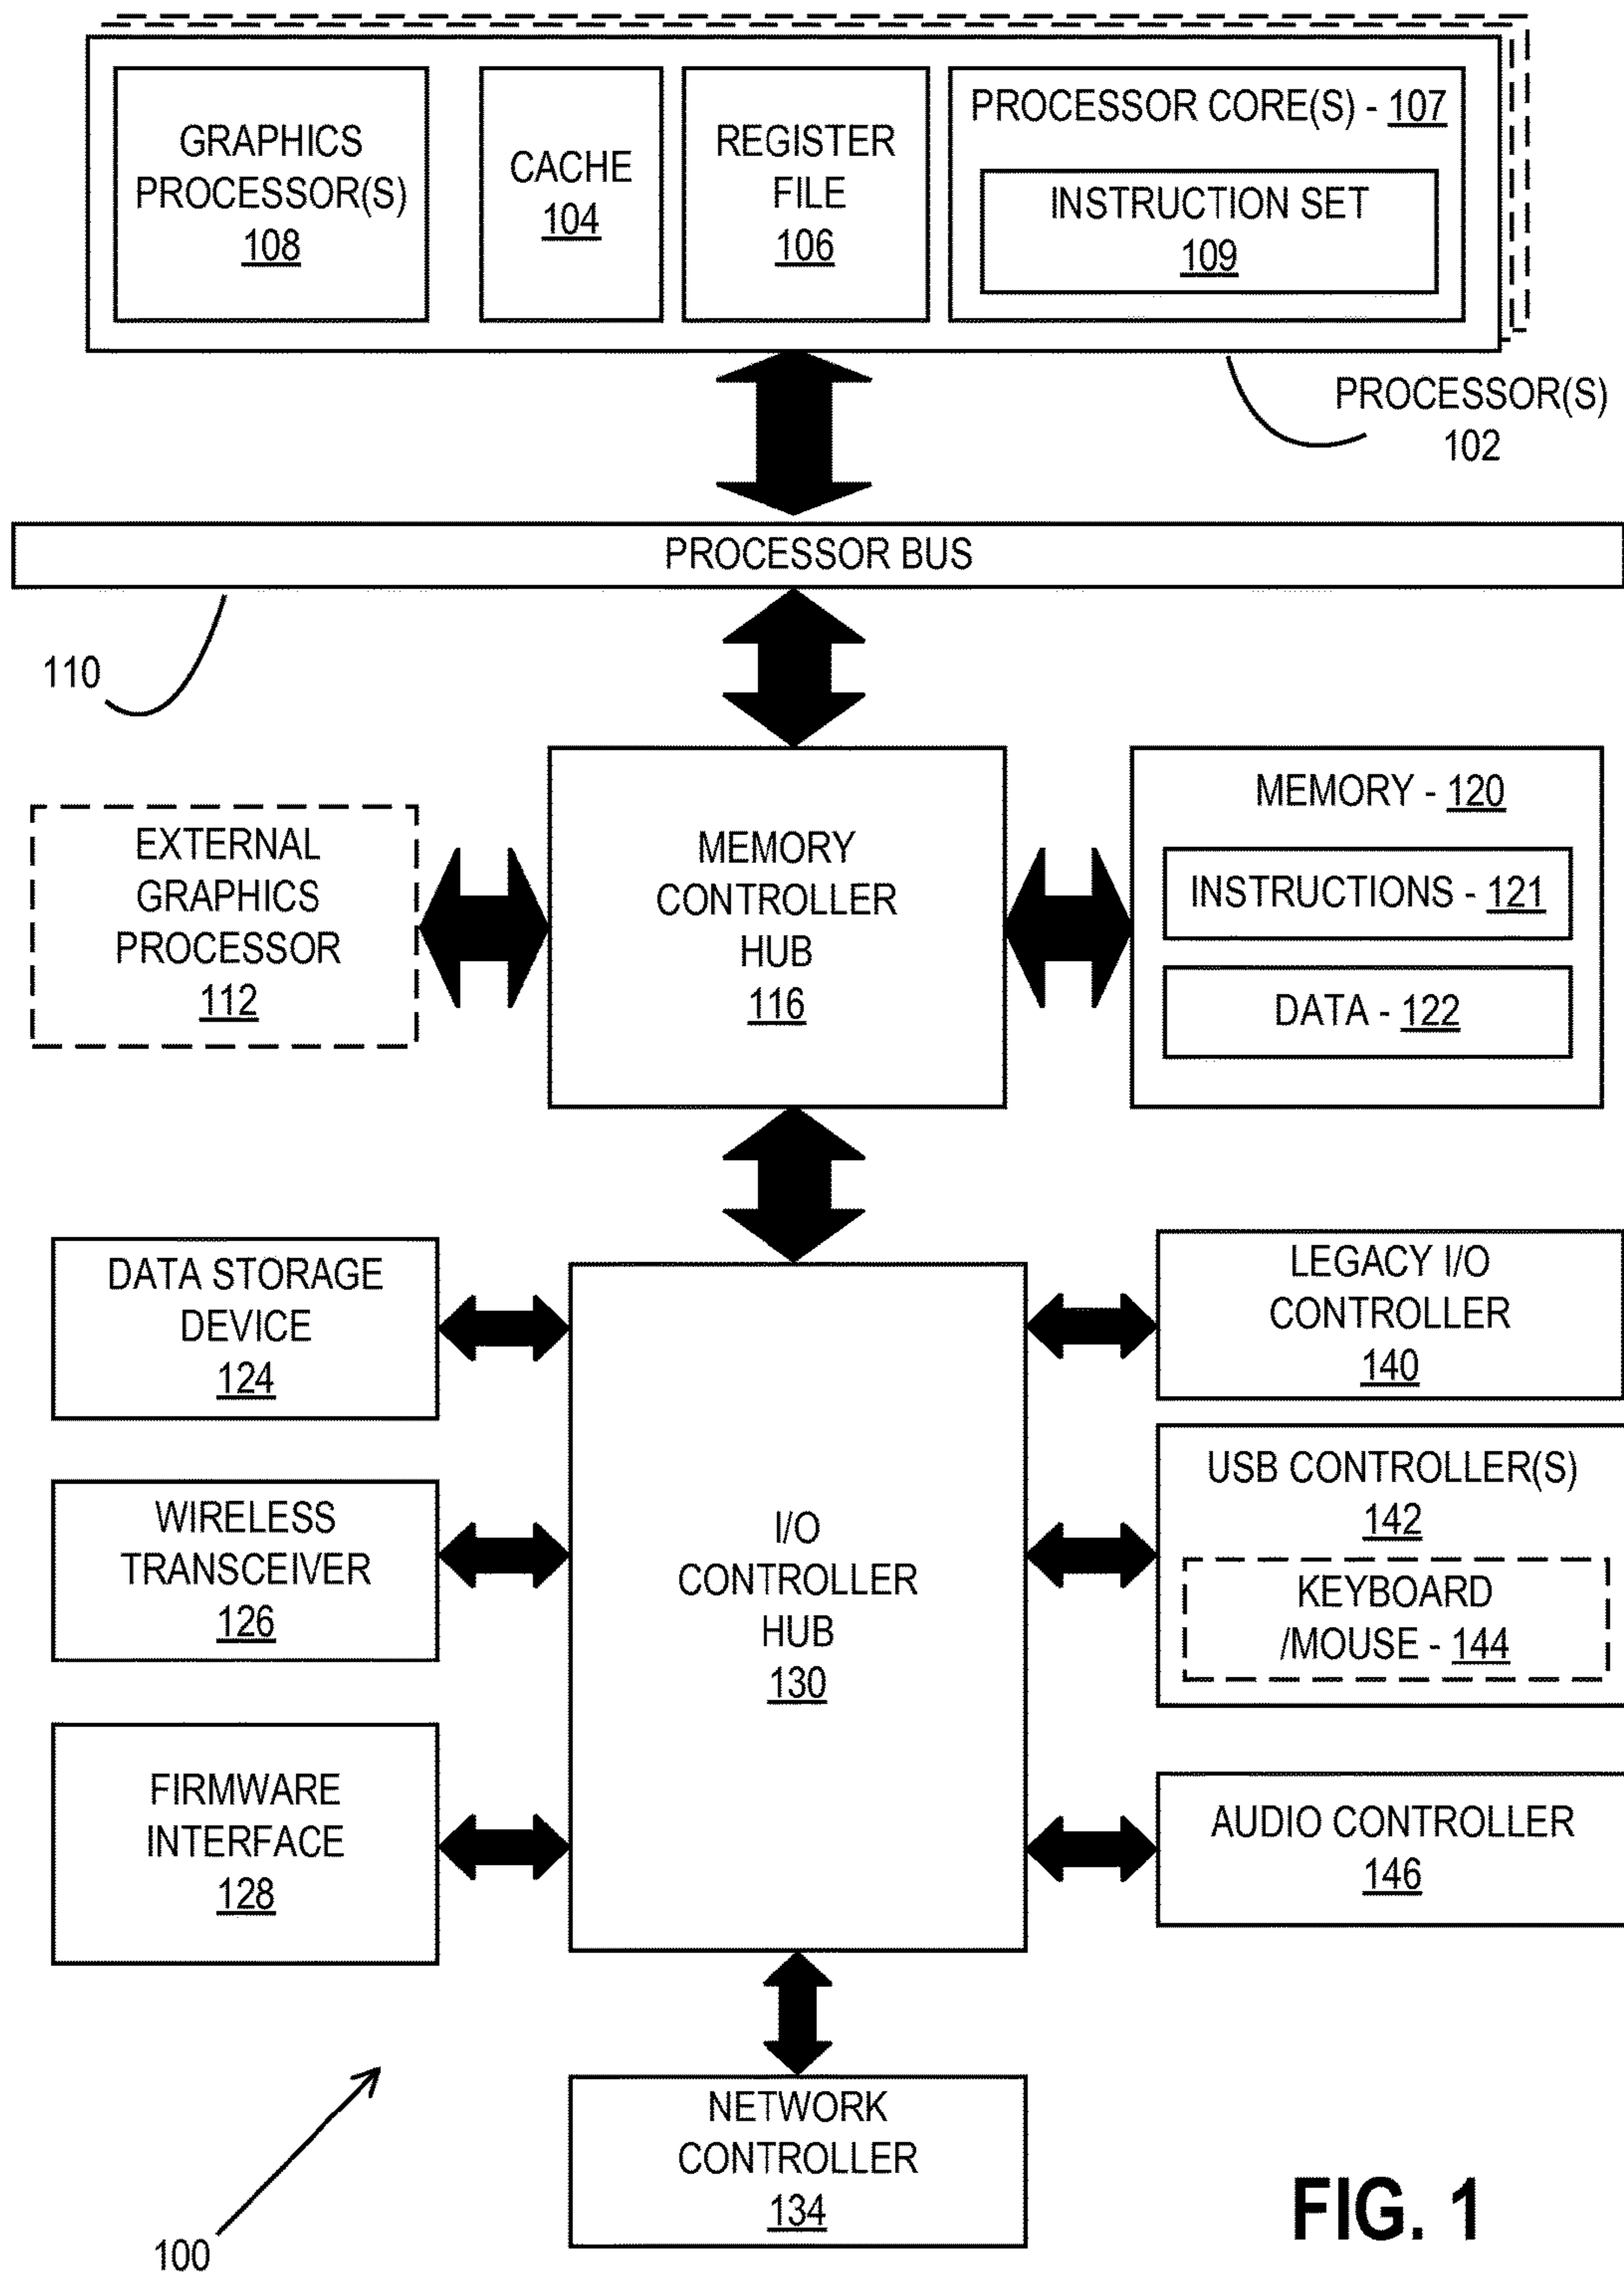 GRAPHICS
PROCESSOR(S)
108
CACHE
104
REGISTER
FILE
106
PROCESSOR CORE(S) - 107
INSTRUCTION SET
109
PROCESSOR(S)
102
PROCESSOR BUS
110
EXTERNAL
GRAPHICS
PROCESSOR
112
MEMORY
CONTROLLER
HUB
116
MEMORY - 120
INSTRUCTIONS - 121
DATA - 122
DATA STORAGE
DEVICE
124
WIRELESS
TRANSCEIVER
126
FIRMWARE
INTERFACE
128
I/O
CONTROLLER
HUB
130
LEGACY I/O
CONTROLLER
140
USB CONTROLLER(S)
142
KEYBOARD
/MOUSE - 144
AUDIO CONTROLLER
146
NETWORK
CONTROLLER
134
100
FIG. 1